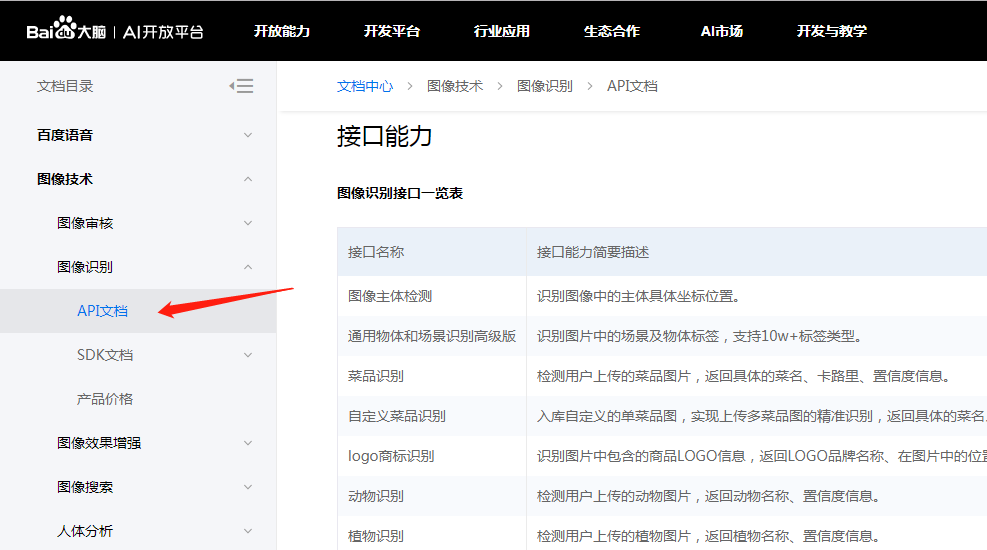 Bai du 大脑 | AI开放平台 开放能力 开发平台 行业应用 生态合作 AI市场 开发与教学
文档目录
百度语音
图像技术
图像审核
图像识别
API文档
SDK文档
产品价格
图像效果增强
图像搜索
人体分析
文档中心 > 图像技术 > 图像识别 > API文档
接口能力
图像识别接口一览表
接口名称 接口能力简要描述
图像主体检测 识别图像中的主体具体坐标位置。
通用物体和场景识别高级版 识别图片中的场景及物体标签，支持10w+标签类型。
菜品识别 检测用户上传的菜品图片，返回具体的菜名、卡路里、置信度信息。
自定义菜品识别 入库自定义的单菜品图，实现上传多菜品图的精准识别，返回具体的菜名
logo商标识别 识别图片中包含的商品LOGO信息，返回LOGO品牌名称、在图片中的位置
动物识别 检测用户上传的动物图片，返回动物名称、置信度信息。
植物识别 检测用户上传的植物图片，返回植物名称、置信度信息。